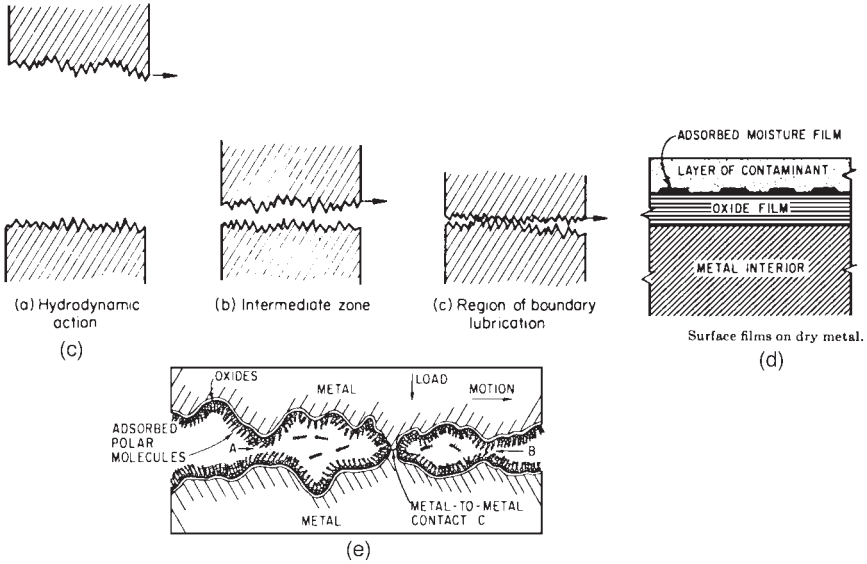 (a) Hydrodynamic
action
(c)
(b) Intermediate zone
(c) Region of boundary
lubrication
ADSORBED MOISTURE FILM
LAYER OF CONTAMINANT
OXIDE FILM
METAL INTERIOR
Surface films on dry metal.
(d)
OXIDES
METAL
LOAD
MOTION
ADSORBED
POLAR
MOLECULES
A
B
METAL
METAL-TO-METAL
CONTACT C
(e)